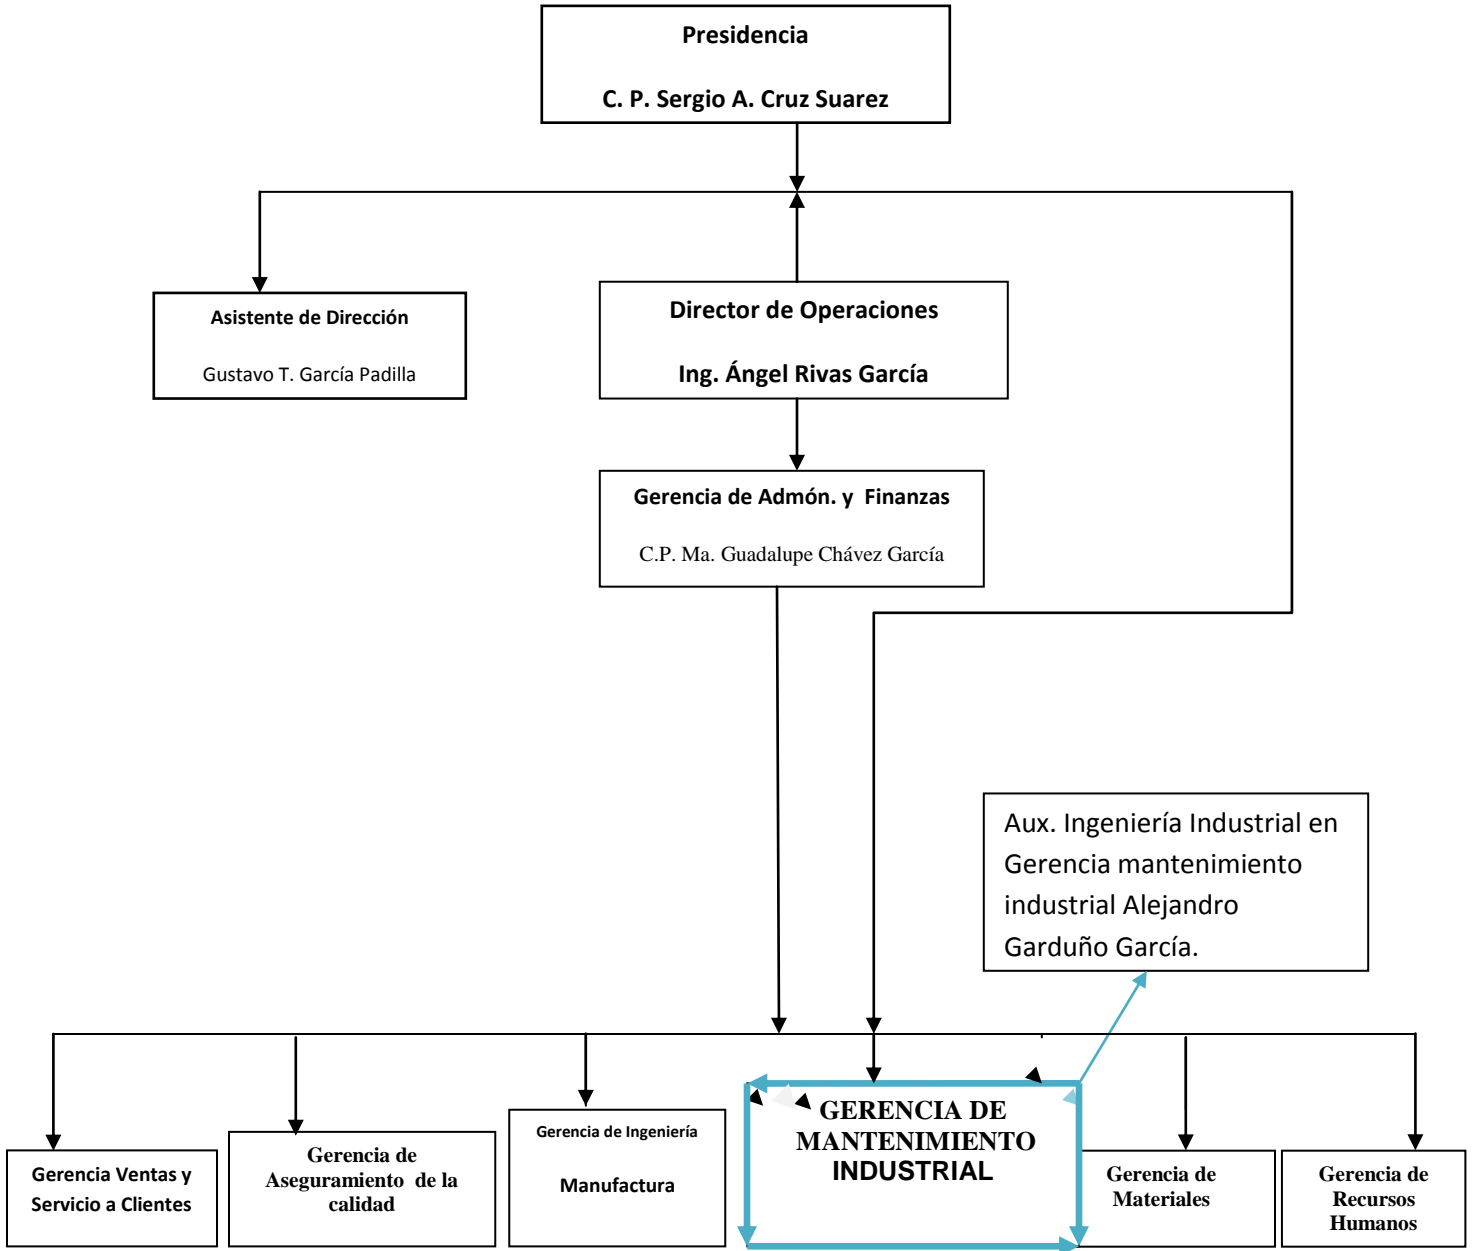 Presidencia
C. P. Sergio A. Cruz Suarez
Asistente de Dirección
Gustavo T. García Padilla
Director de Operaciones
Ing. Ángel Rivas García
Gerencia de Admón. y  Finanzas
C.P. Ma. Guadalupe Chávez García
Aux. Ingeniería Industrial en
Gerencia mantenimiento
industrial Alejandro
Garduño García.
Gerencia Ventas y
Servicio a Clientes
Gerencia de
Aseguramiento  de la
calidad
Gerencia de Ingeniería
Manufactura
GERENCIA DE
MANTENIMIENTO
INDUSTRIAL
Gerencia de
Materiales
Gerencia de
Recursos
Humanos